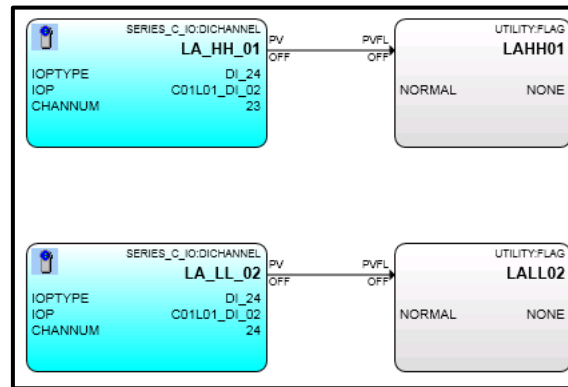 SERIES_C_IO:DICHANNEL
LA_HH_01
IOPTYPE DI_24
IOP C01L01_DI_02
CHANNUM 23
PV PVFL
OFF OFF
UTILITY:FLAG
LAHH01
NORMAL NONE
SERIES_C_IO:DICHANNEL
LA_LL_02
IOPTYPE DI_24
IOP C01L01_DI_02
CHANNUM 24
PV PVFL
OFF OFF
UTILITY:FLAG
LALL02
NORMAL NONE